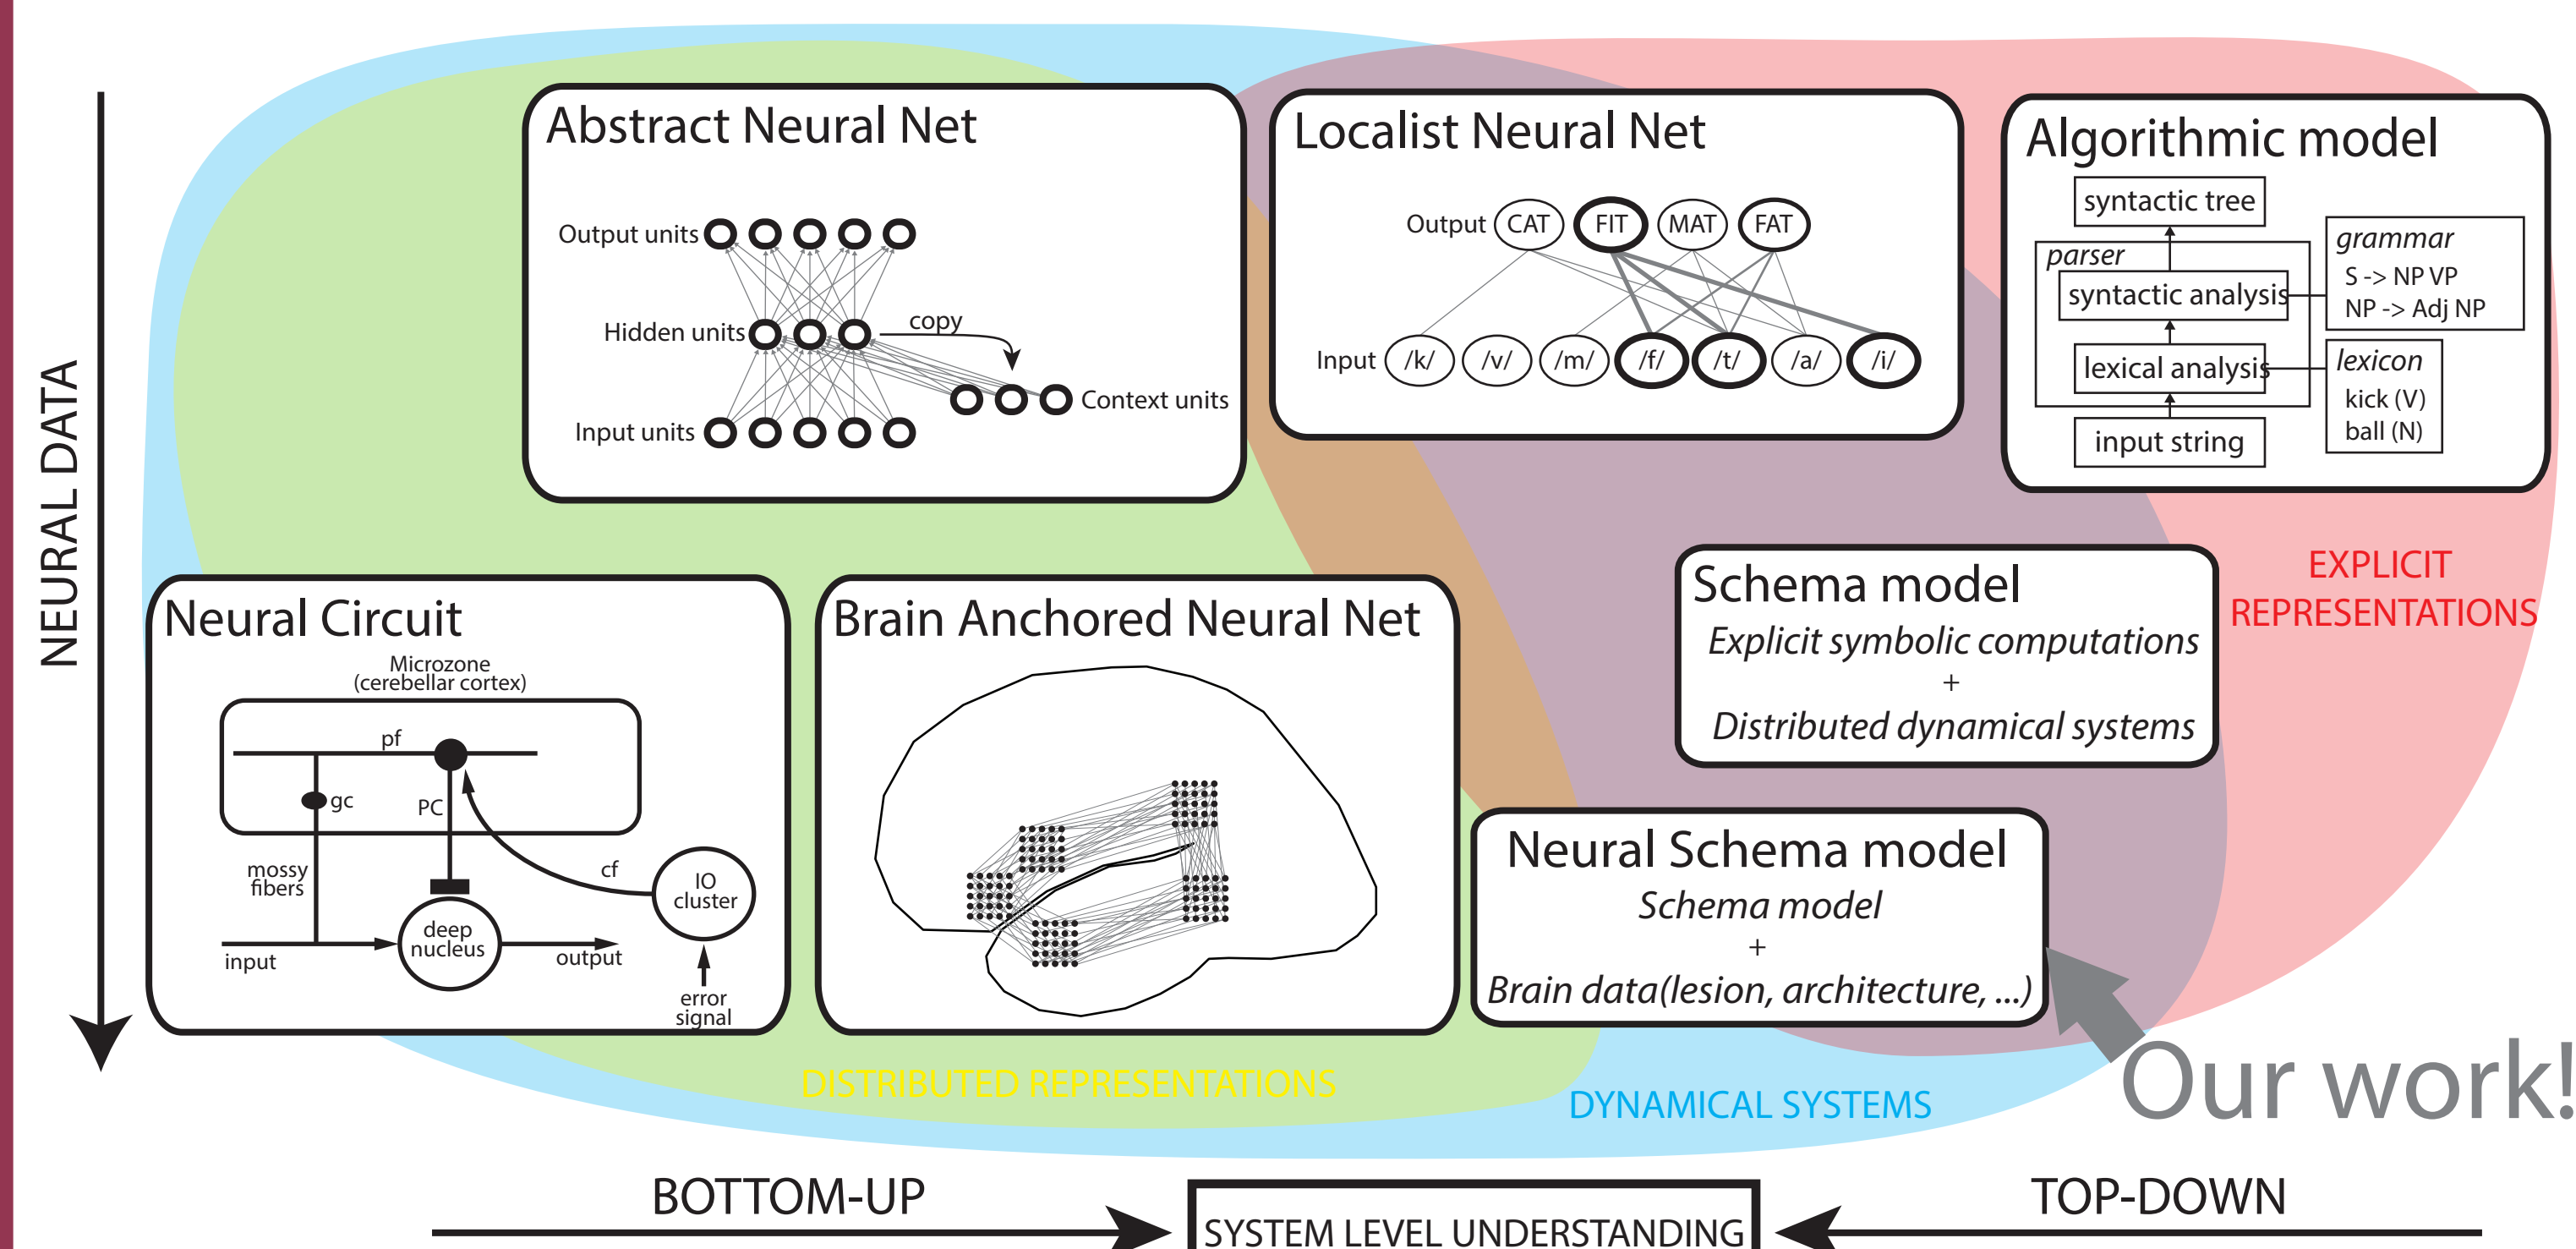 NEURAL DATA
Abstract Neural Net
Output units
Hidden units
copy
Context units
Input units
Localist Neural Net
Output CAT FIT MAT FAT
Input /k/ /v/ /m/ /f/ /t/ /a/ /i/
Algorithmic model
syntactic tree
parser
syntactic analysis
lexical analysis
input string
grammar
S -> NP VP
NP -> Adj NP
lexicon
kick (V)
ball (N)
Neural Circuit
Microzone
(cerebellar cortex)
pf
gc
PC
mossy
fibers
cf
IO
cluster
deep
nucleus
input
output
error
signal
Brain Anchored Neural Net
Schema model
Explicit symbolic computations
+
Distributed dynamical systems
EXPLICIT
REPRESENTATIONS
Neural Schema model
Schema model
+
Brain data(lesion, architecture, ...)
Our work!
DISTRIBUTED REPRESENTATIONS
DYNAMICAL SYSTEMS
BOTTOM-UP
SYSTEM LEVEL UNDERSTANDING
TOP-DOWN